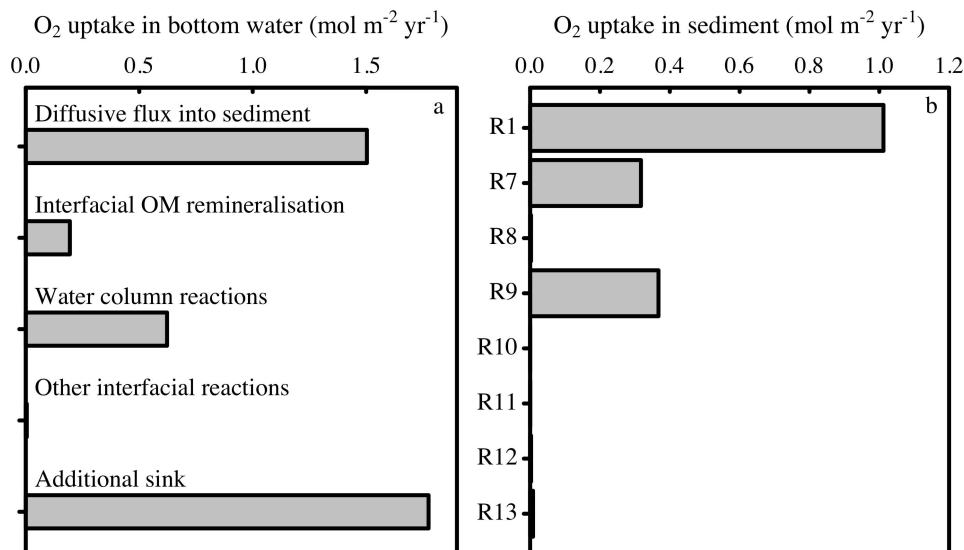 O₂ uptake in bottom water (mol m⁻² yr⁻¹)
0.0 0.5 1.0 1.5
a
Diffusive flux into sediment
Interfacial OM remineralisation
Water column reactions
Other interfacial reactions
Additional sink
O₂ uptake in sediment (mol m⁻² yr⁻¹)
0.0 0.2 0.4 0.6 0.8 1.0 1.2
b
R1
R7
R8
R9
R10
R11
R12
R13